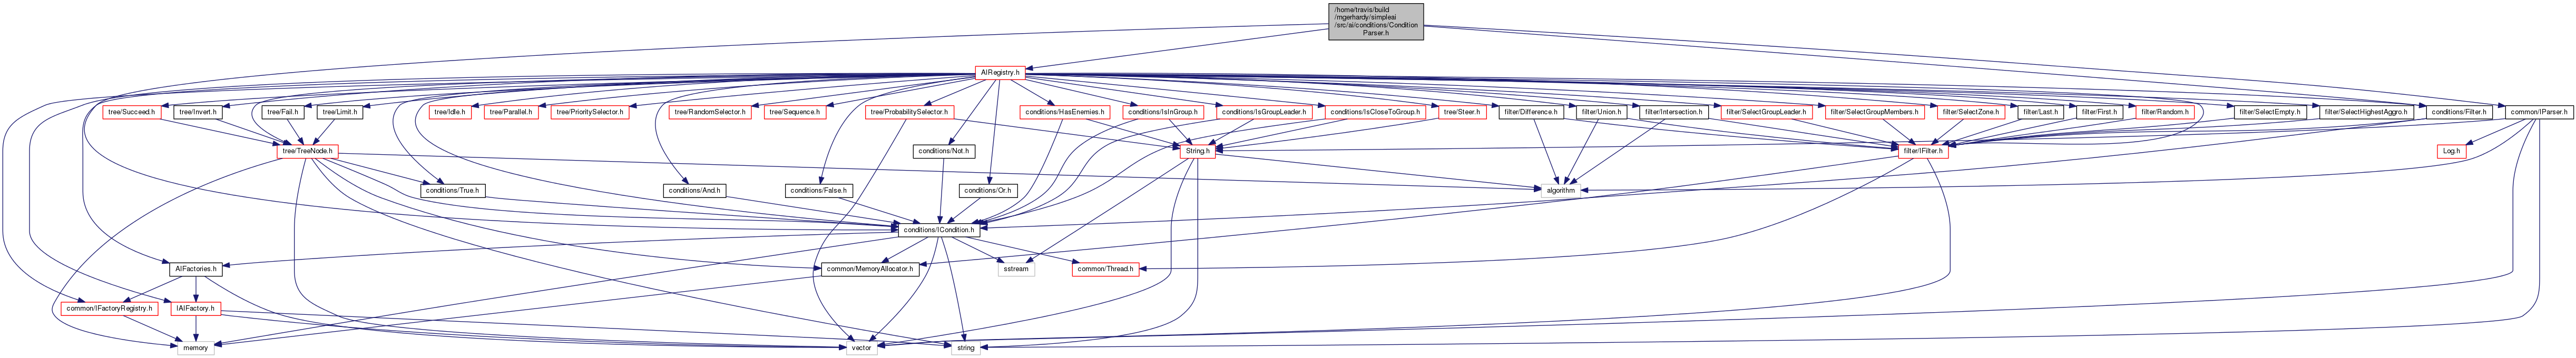 /home/travis/build
/mgerhardy/simpleai
/src/ai/conditions/Condition
Parser.h
AIRegistry.h
tree/Succeed.h
tree/Invert.h
tree/Fail.h
tree/Limit.h
tree/Idle.h
tree/Parallel.h
tree/PrioritySelector.h
tree/RandomSelector.h
tree/Sequence.h
tree/ProbabilitySelector.h
conditions/HasEnemies.h
conditions/IsInGroup.h
conditions/IsGroupLeader.h
conditions/IsCloseToGroup.h
tree/Steer.h
filter/Difference.h
filter/Union.h
filter/Intersection.h
filter/SelectGroupLeader.h
filter/SelectGroupMembers.h
filter/SelectZone.h
filter/Last.h
filter/First.h
filter/Random.h
filter/SelectEmpty.h
filter/SelectHighestAggro.h
conditions/Filter.h
common/IParser.h
tree/TreeNode.h
conditions/Not.h
String.h
filter/IFilter.h
Log.h
conditions/True.h
conditions/And.h
conditions/False.h
conditions/Or.h
algorithm
conditions/ICondition.h
AIFactories.h
common/MemoryAllocator.h
sstream
common/Thread.h
common/IFactoryRegistry.h
IAIFactory.h
memory
vector
string